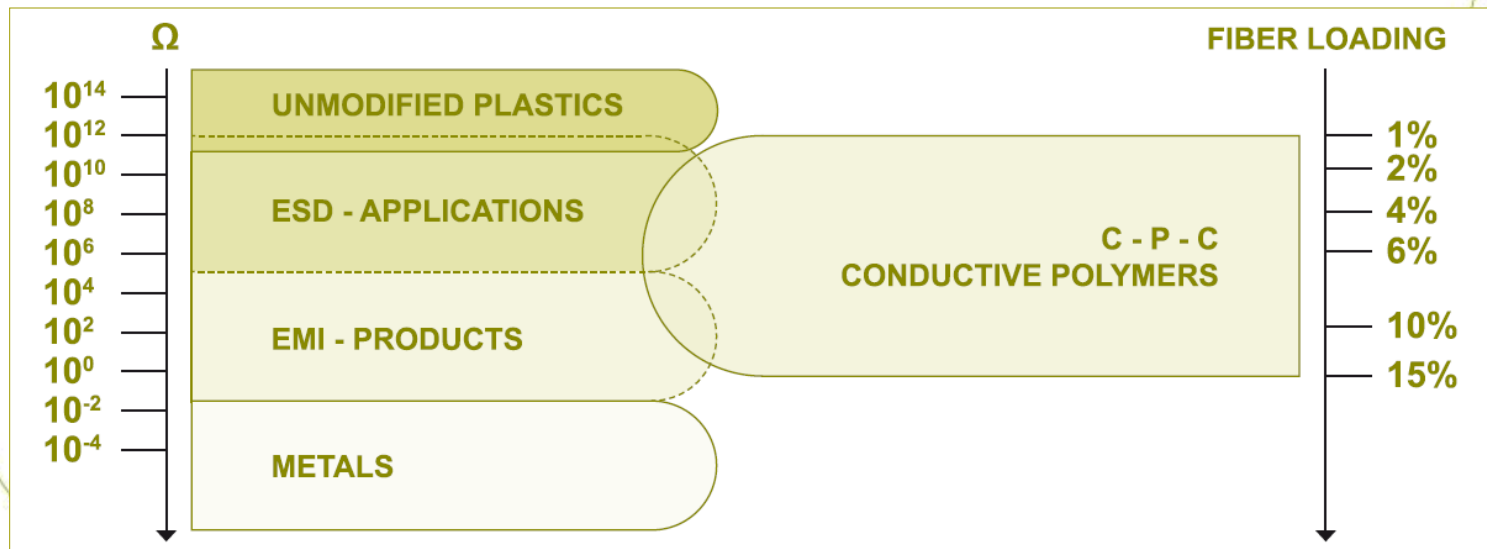 Ω
FIBER LOADING
10¹⁴
UNMODIFIED PLASTICS
10¹²
1%
10¹⁰
2%
10⁸
ESD - APPLICATIONS
4%
10⁶
C - P - C
6%
CONDUCTIVE POLYMERS
10⁴
10²
EMI - PRODUCTS
10%
10⁰
15%
10⁻²
10⁻⁴
METALS